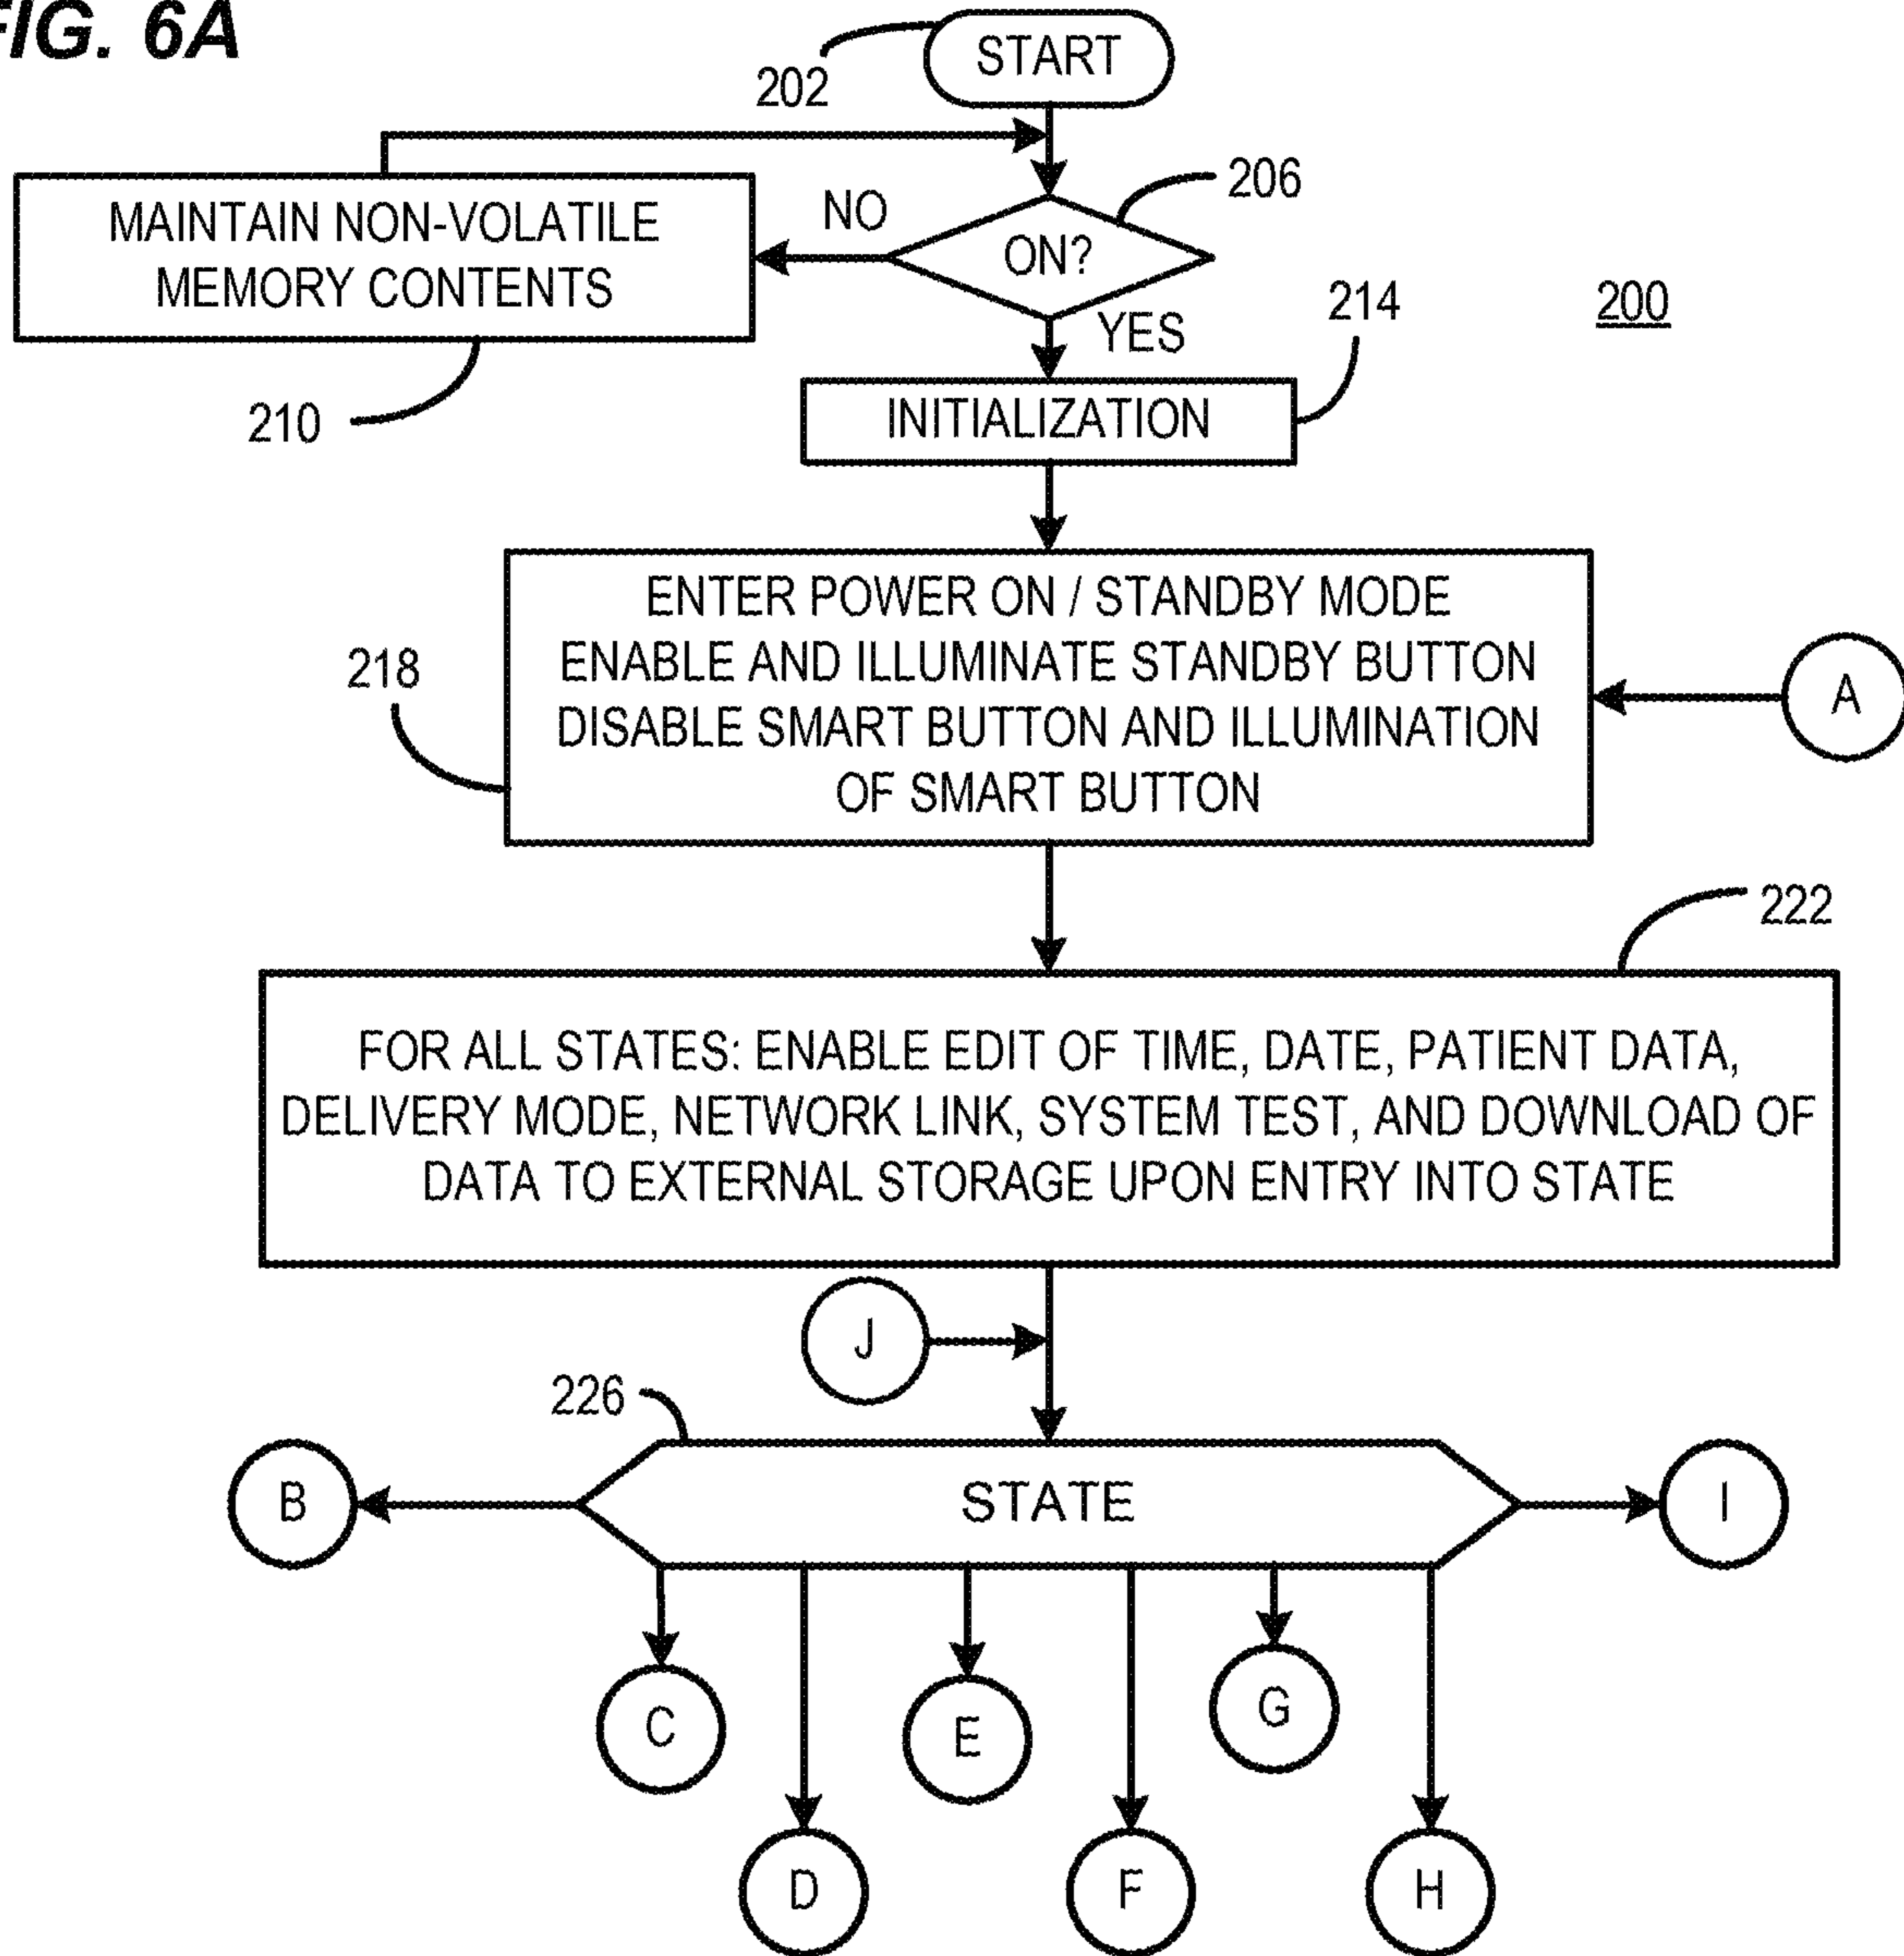 FIG. 6A
START
202
206
NO
ON?
MAINTAIN NON-VOLATILE
MEMORY CONTENTS
YES
214
200
210
INITIALIZATION
ENTER POWER ON / STANDBY MODE
ENABLE AND ILLUMINATE STANDBY BUTTON
DISABLE SMART BUTTON AND ILLUMINATION
OF SMART BUTTON
218
A
222
FOR ALL STATES: ENABLE EDIT OF TIME, DATE, PATIENT DATA,
DELIVERY MODE, NETWORK LINK, SYSTEM TEST, AND DOWNLOAD OF
DATA TO EXTERNAL STORAGE UPON ENTRY INTO STATE
J
226
B
STATE
I
C
E
G
D
F
H